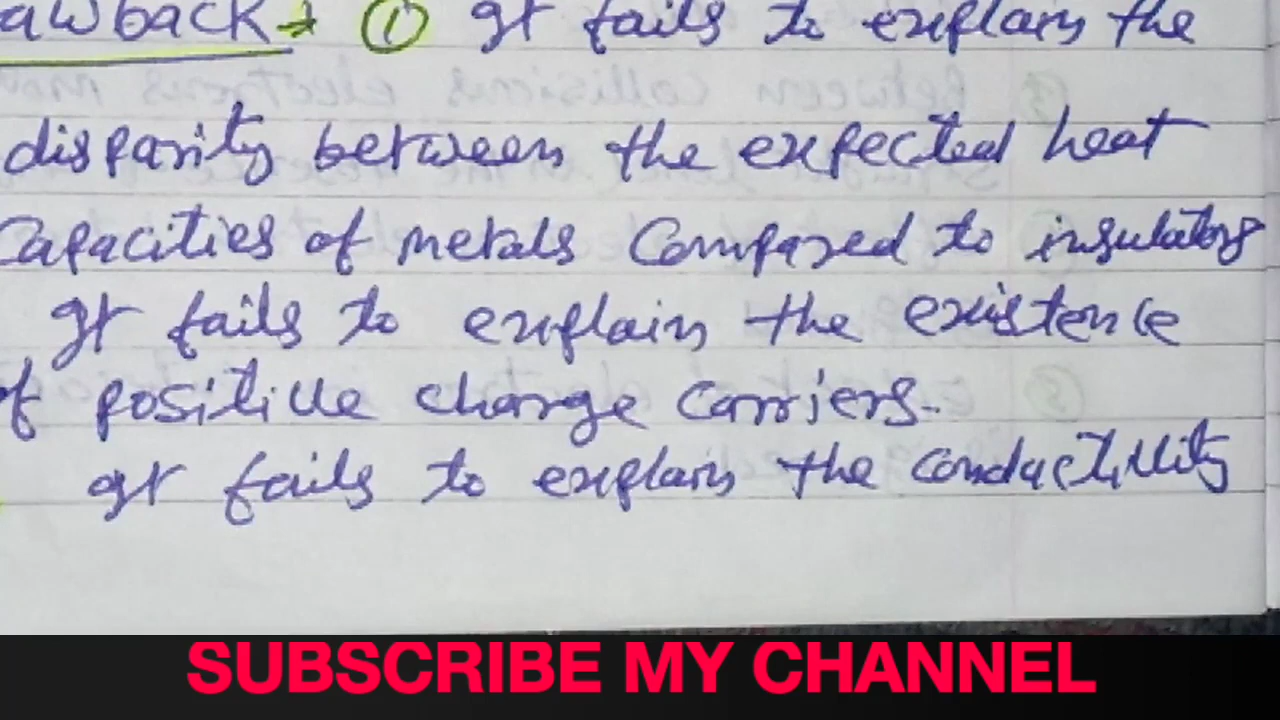 awback → ① It fails to explain the
disparity between the expected heat
Capacities of metals Compared to insulators
It fails to explain the existence
of positive charge carriers.
It fails to explain the conductivity
SUBSCRIBE MY CHANNEL